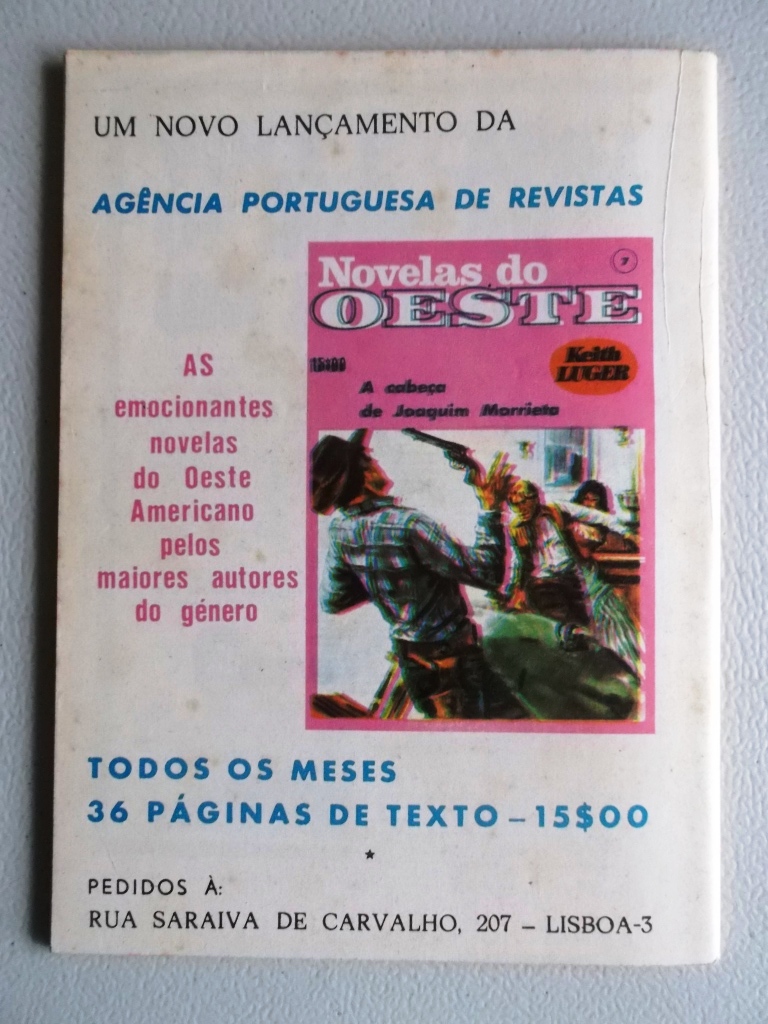 UM NOVO LANÇAMENTO DA
AGÊNCIA PORTUGUESA DE REVISTAS
Novelas do
7
OESTE
15$00
Keith
LUGER
A cabeça
de Joaquim Morrieta
AS
emocionantes
novelas
do Oeste
Americano
pelos
maiores autores
do género
TODOS OS MESES
36 PÁGINAS DE TEXTO – 15$00
*
PEDIDOS À:
RUA SARAIVA DE CARVALHO, 207 – LISBOA-3